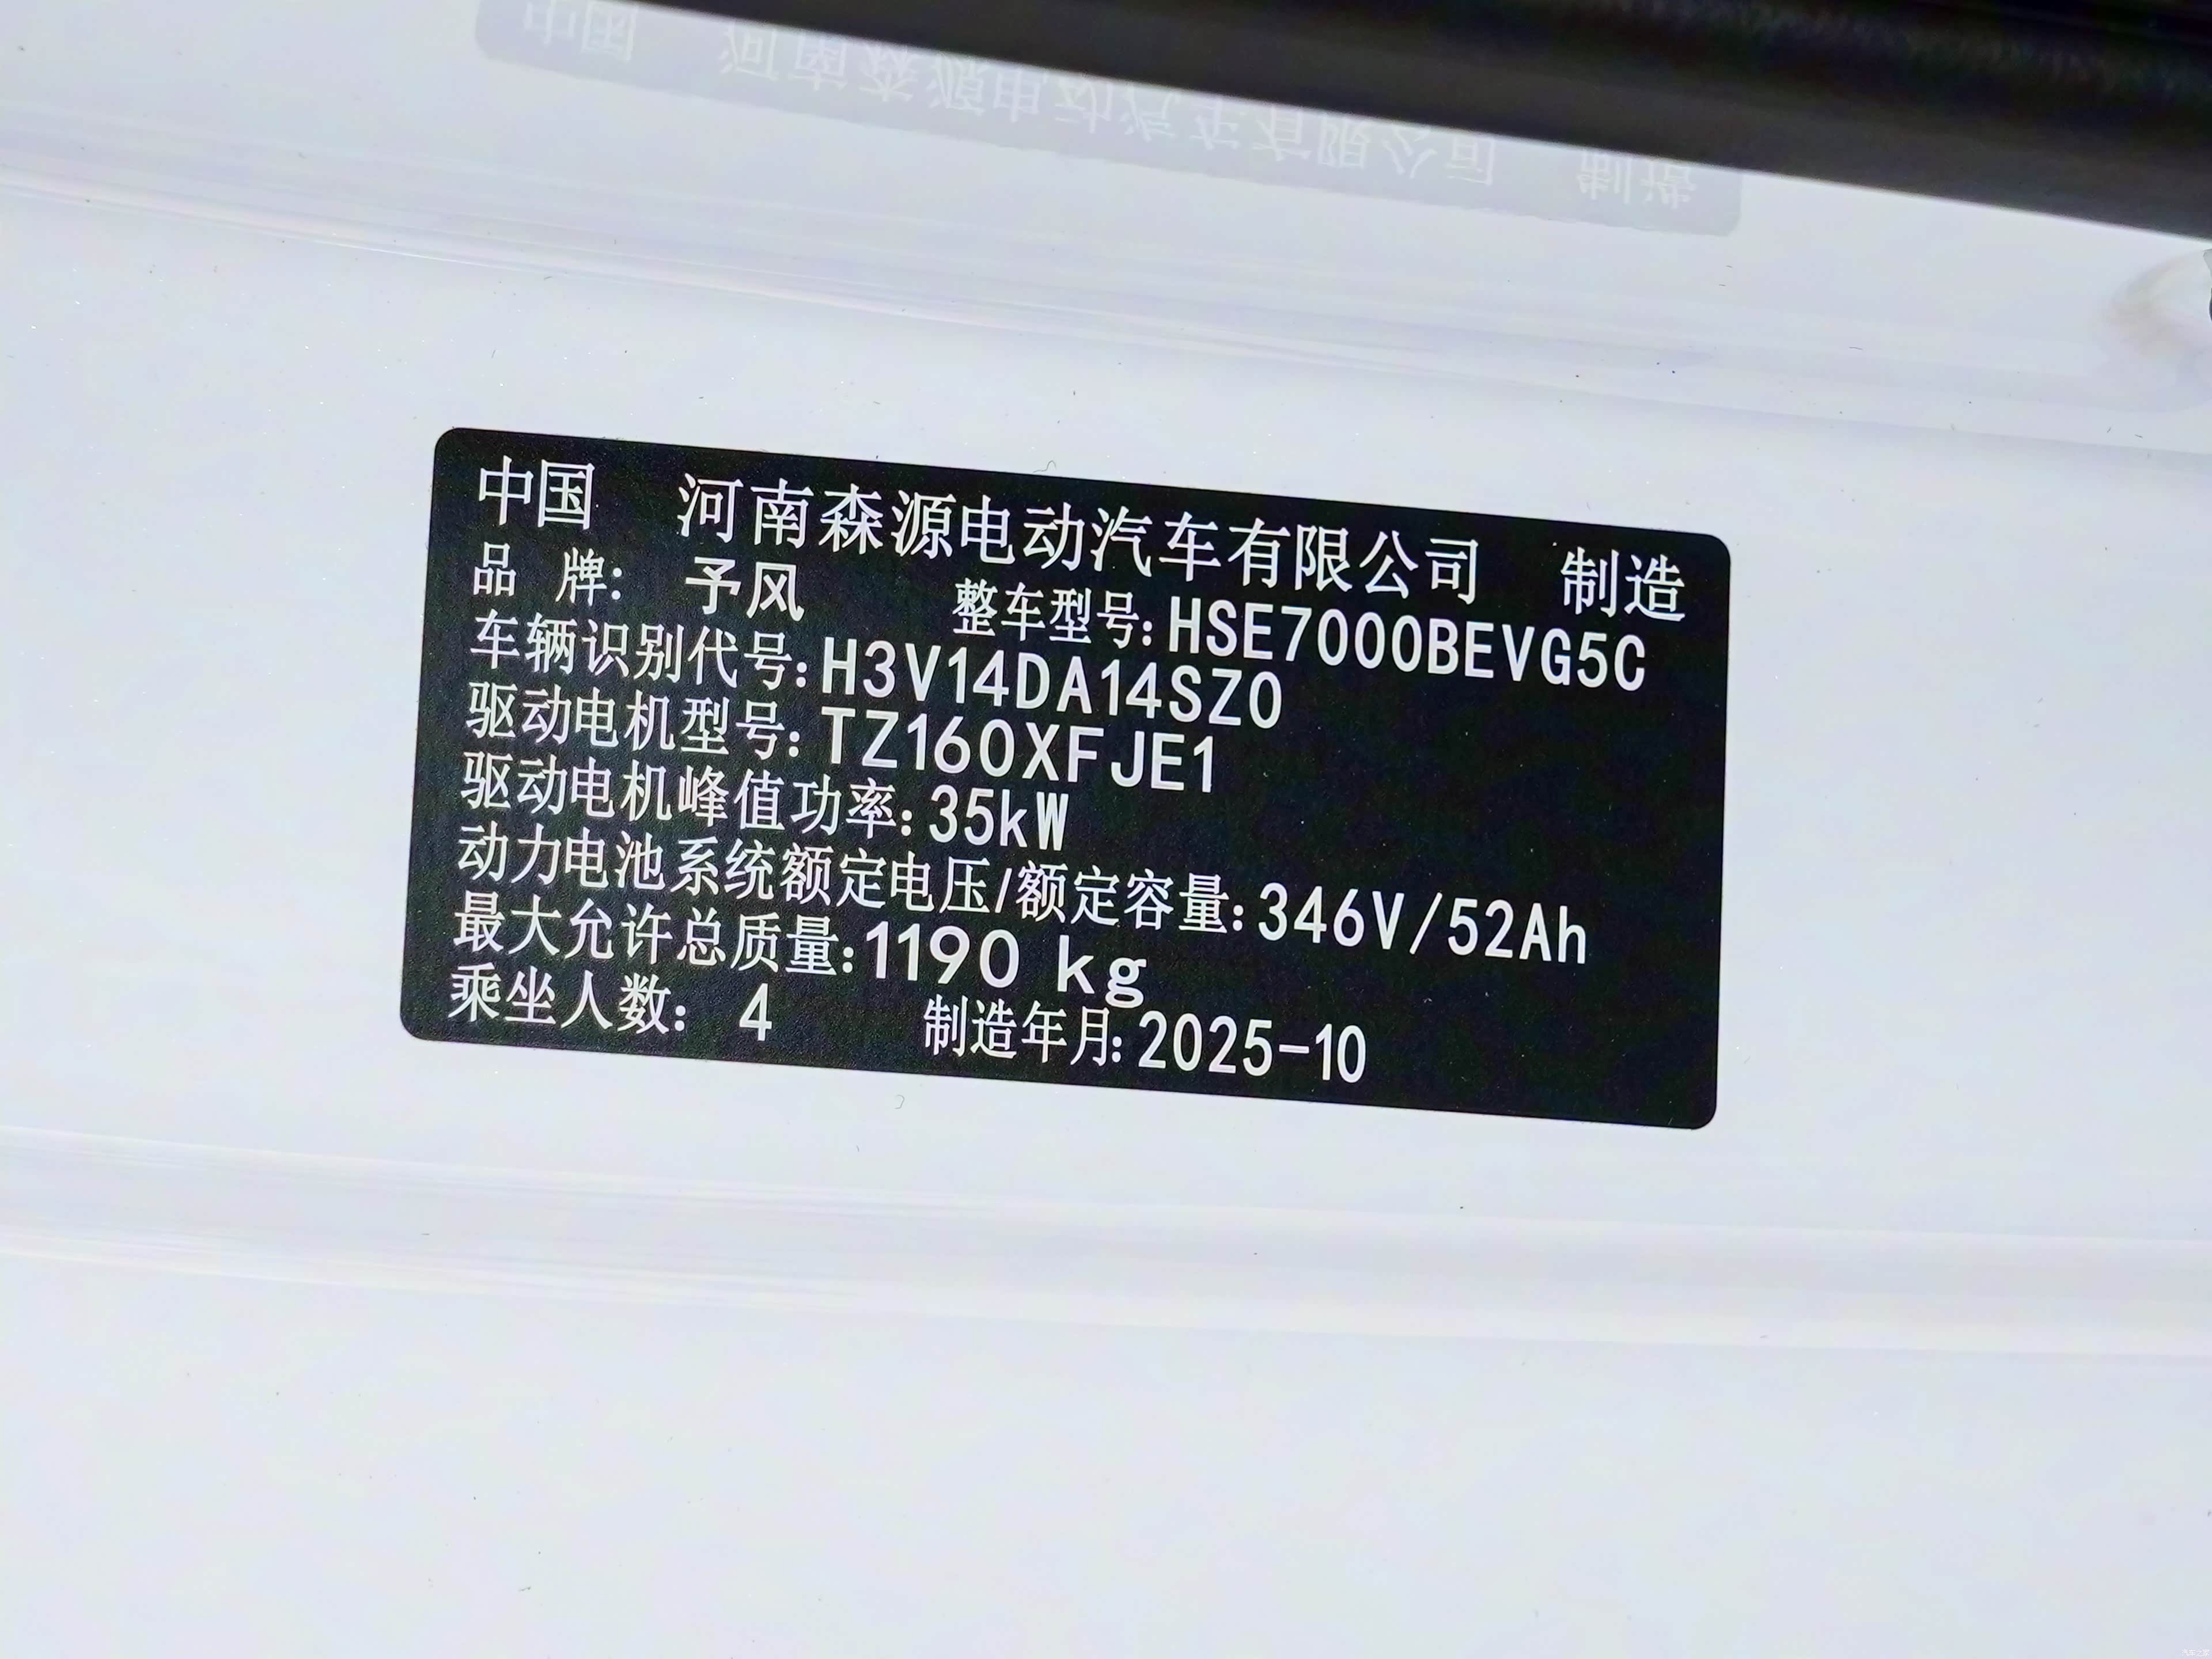 中国 河南森源电动汽车有限公司 制造
品 牌: 予风 整车型号:HSE7000BEVG5C
车辆识别代号:H3V14DA14SZ0
驱动电机型号:TZ160XFJE1
驱动电机峰值功率:35kW
动力电池系统额定电压/额定容量:346V/52Ah
最大允许总质量:1190 kg
乘坐人数: 4 制造年月:2025-10